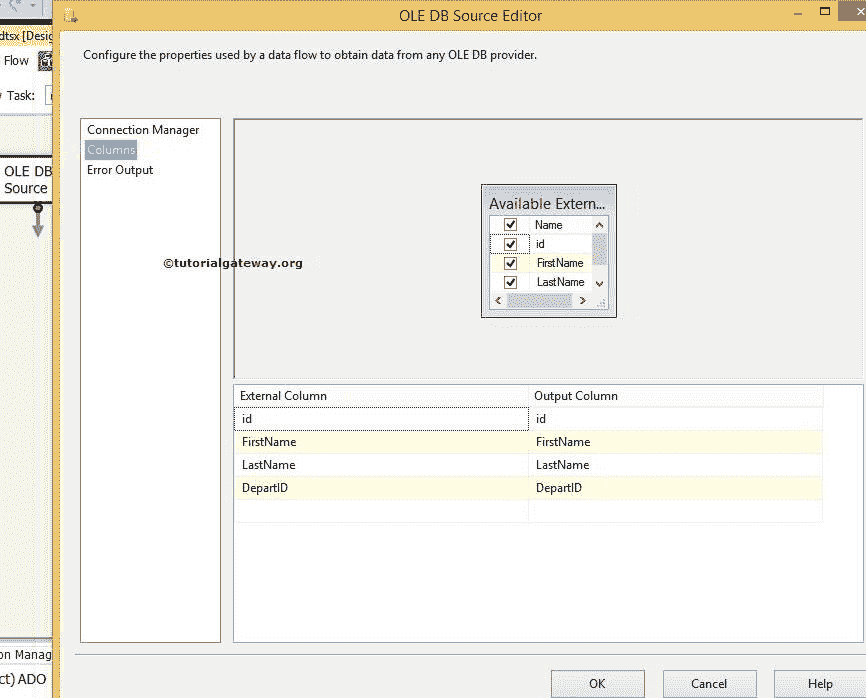 OLE DB Source Editor
dtsx [Desig
Configure the properties used by a data flow to obtain data from any OLE DB provider.
Flow
Task:
Connection Manager
Columns
Error Output
OLE DB
Source
Available Extern...
Name
id
FirstName
LastName
©tutorialgateway.org
External Column Output Column
id id
FirstName FirstName
LastName LastName
DepartID DepartID
on Manag
ct) ADO
OK Cancel Help